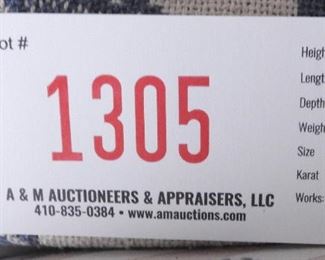 ot #
1305
A & M AUCTIONEERS & APPRAISERS, LLC
410-835-0384 • www.amauctions.com
Heigh
Lengt
Depth
Weigh
Size
Karat
Works: